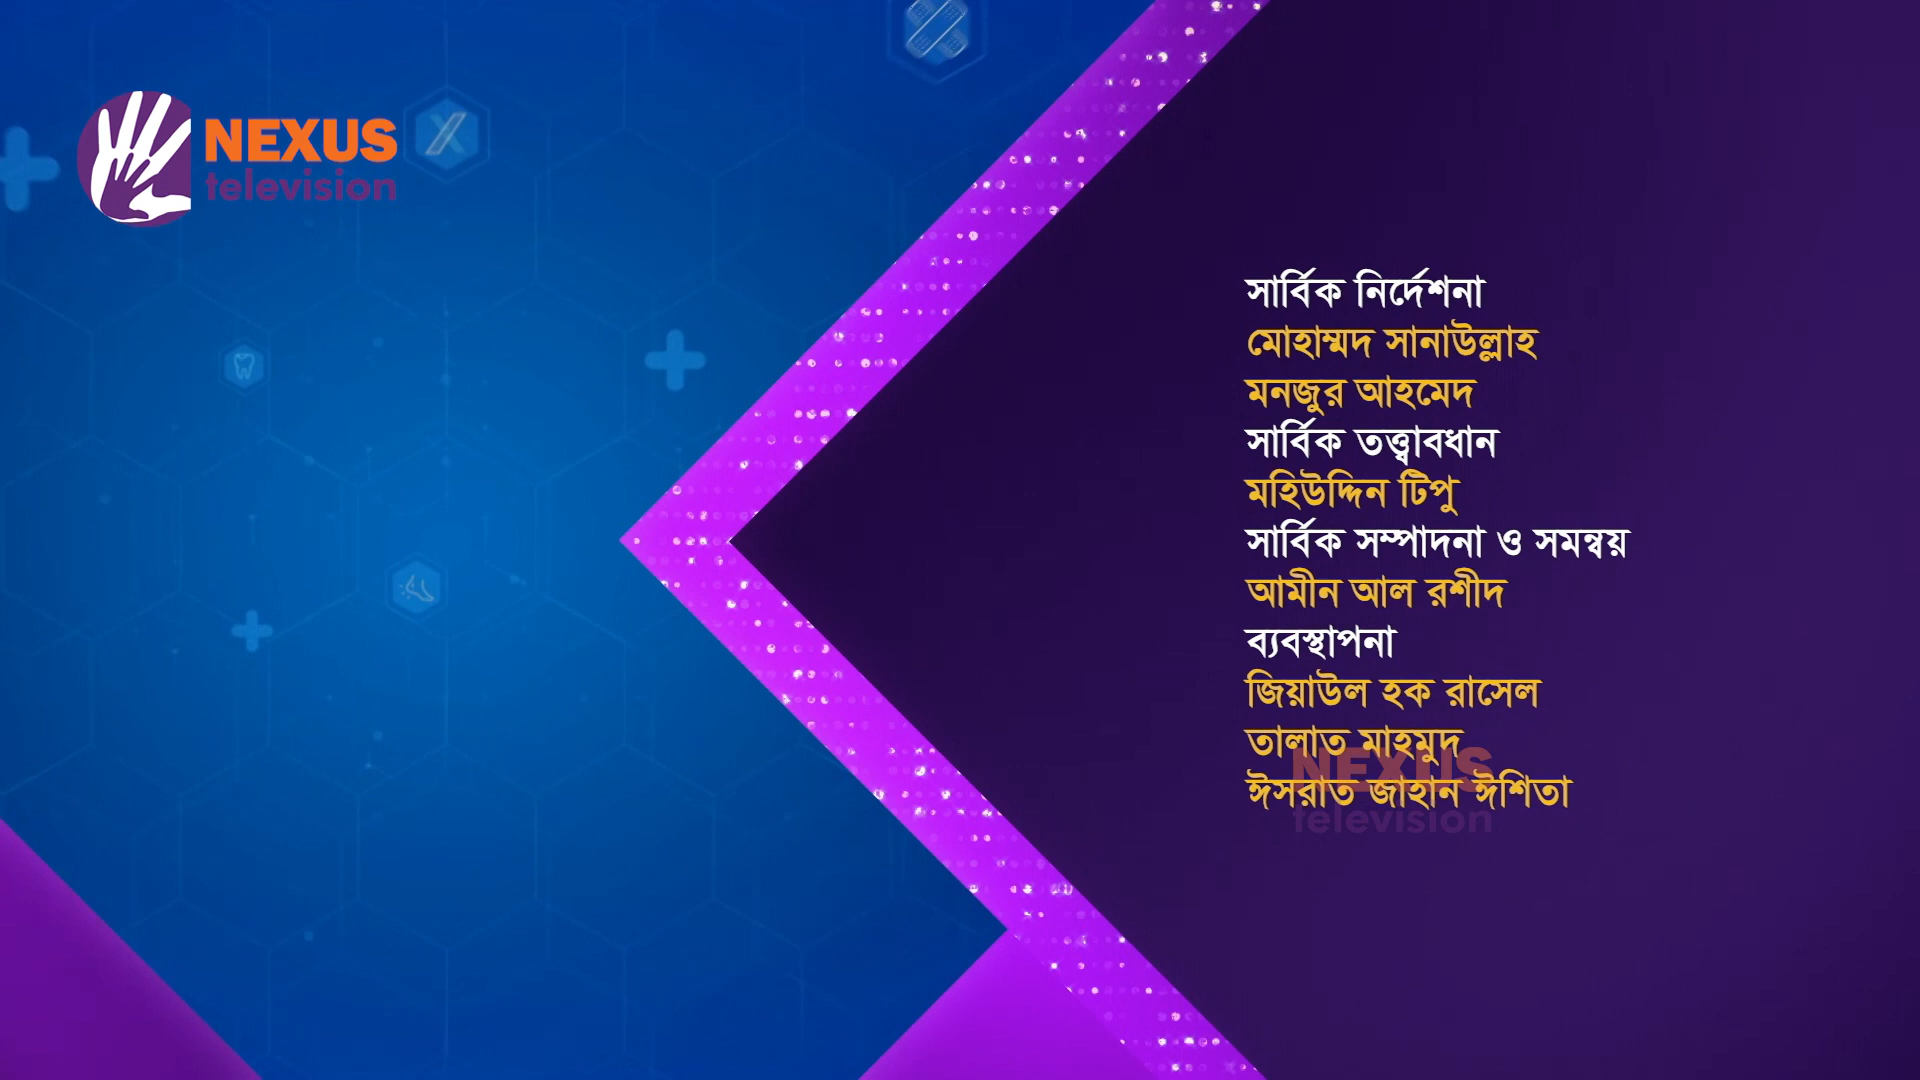 NEXUS
television
সার্বিক নির্দেশনা
মোহাম্মদ সানাউল্লাহ
মনজুর আহমেদ
সার্বিক তত্ত্বাবধান
মহিউদ্দিন টিপু
সার্বিক সম্পাদনা ও সমন্বয়
আমীন আল রশীদ
ব্যবস্থাপনা
জিয়াউল হক রাসেল
তালাত মাহমুদ
NEXUS
ঈসরাত জাহান ঈশিতা
television